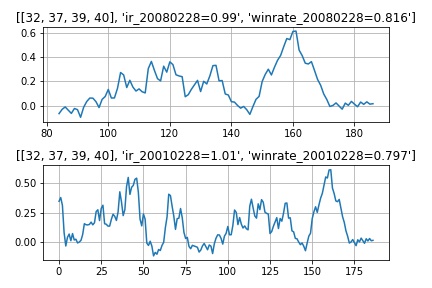 [[32, 37, 39, 40], 'ir_20080228=0.99', 'winrate_20080228=0.816']
0.6
0.4
0.2
0.0
80 100 120 140 160 180
[[32, 37, 39, 40], 'ir_20010228=1.01', 'winrate_20010228=0.797']
0.50
0.25
0.00
0 25 50 75 100 125 150 175